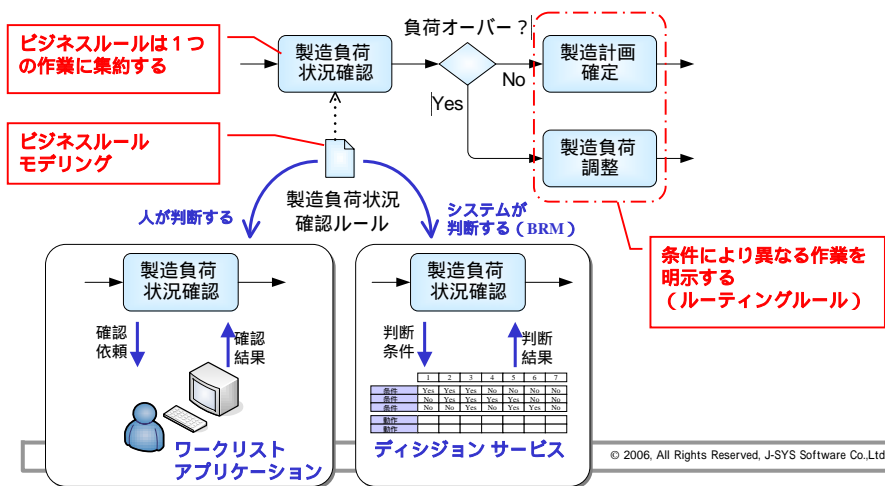 ビジネスルールは１つ
の作業に集約する
製造負荷
状況確認
負荷オーバー？
No
Yes
製造計画
確定
製造負荷
調整
ビジネスルール
モデリング
製造負荷状況
確認ルール
人が判断する
システムが
判断する（BRM）
条件により異なる作業を
明示する
（ルーティングルール）
製造負荷
状況確認
確認
依頼
確認
結果
ワークリスト
アプリケーション
製造負荷
状況確認
判断
条件
判断
結果
1 2 3 4 5 6 7
条件 Yes Yes Yes No No No No
条件 No Yes Yes Yes Yes No No
条件 No No Yes No Yes Yes No
動作
動作
ディシジョン サービス
© 2006, All Rights Reserved, J-SYS Software Co.,Ltd